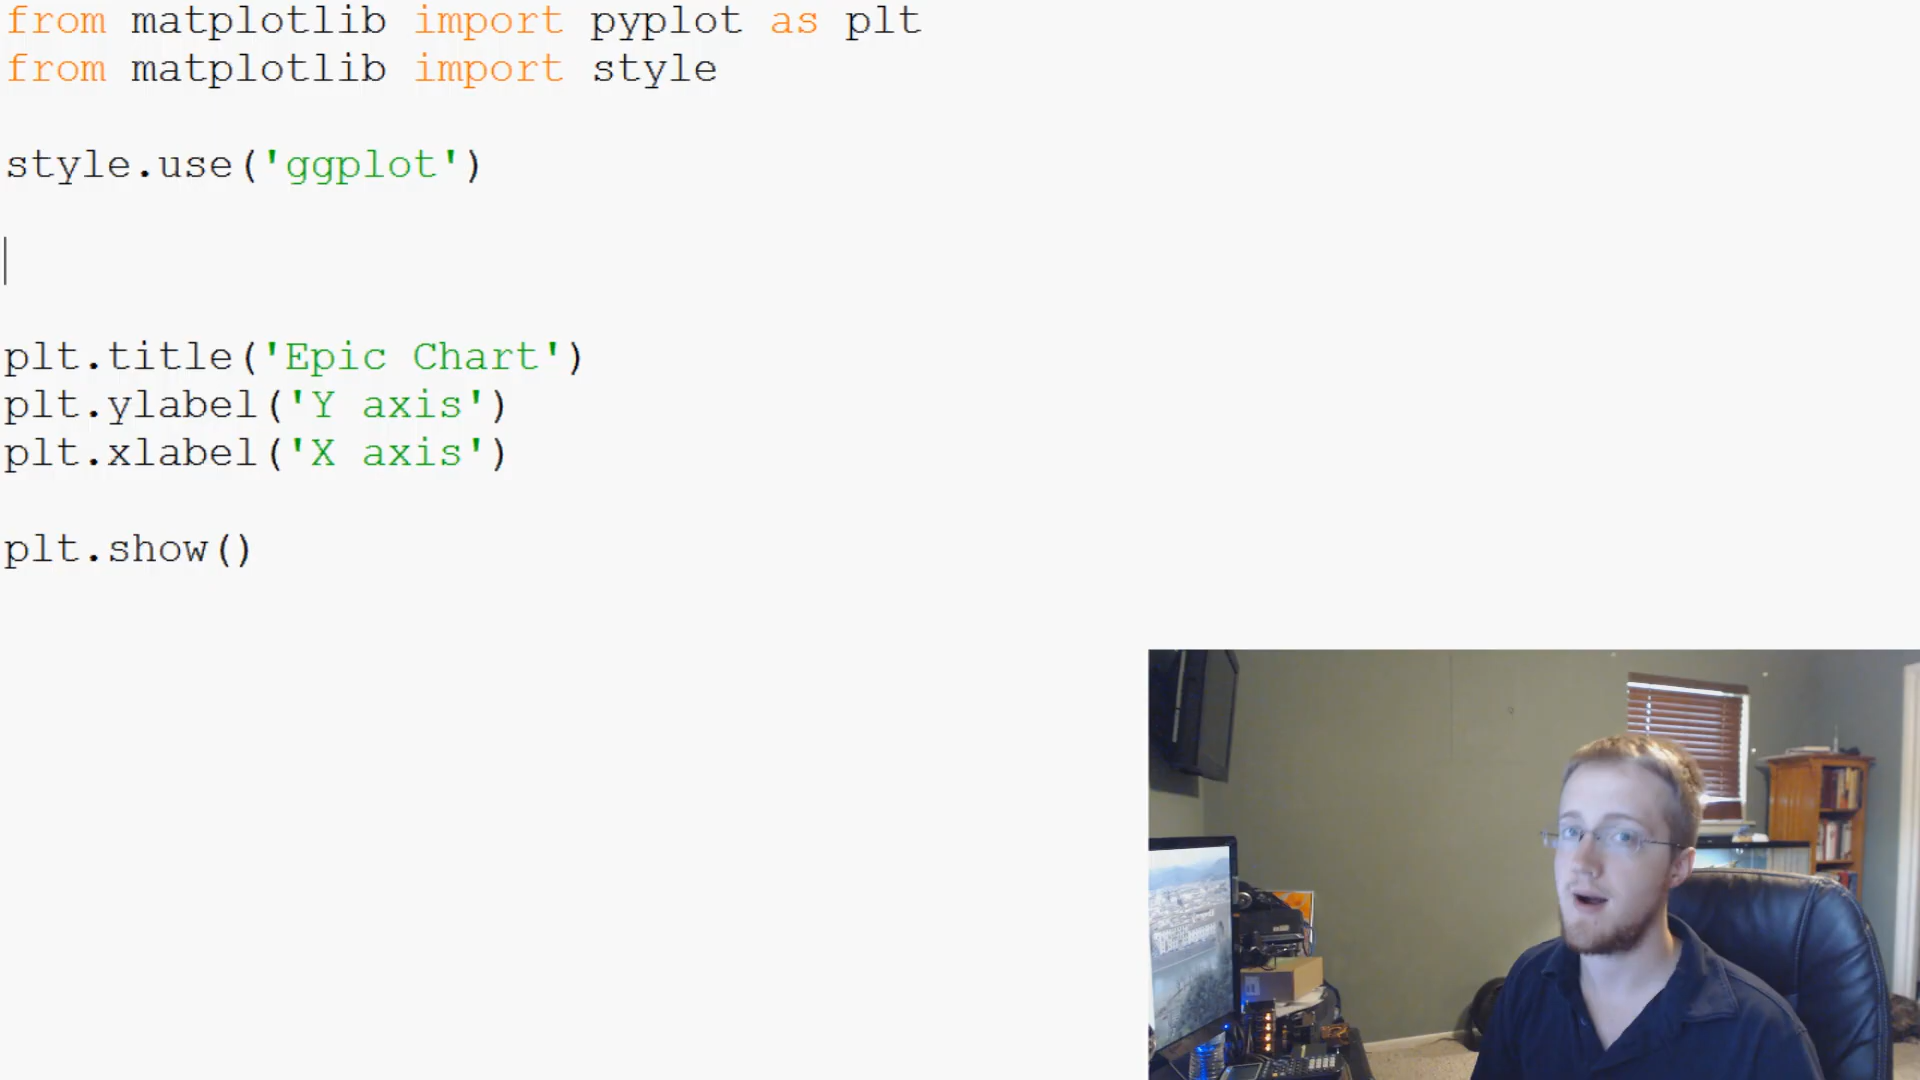 from matplotlib import pyplot as plt
from matplotlib import style
style.use('ggplot')
plt.title('Epic Chart')
plt.ylabel('Y axis')
plt.xlabel('X axis')
plt.show()